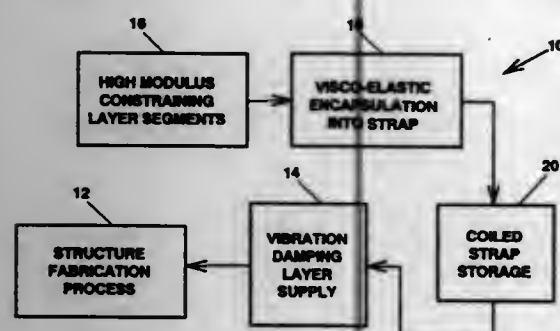 16
18
10
HIGH MODULUS
CONSTRAINING
LAYER SEGMENTS
VISCO-ELASTIC
ENCAPSULATION
INTO STRAP
12
14
20
STRUCTURE
FABRICATION
PROCESS
VIBRATION
DAMPING
LAYER
SUPPLY
COILED
STRAP
STORAGE